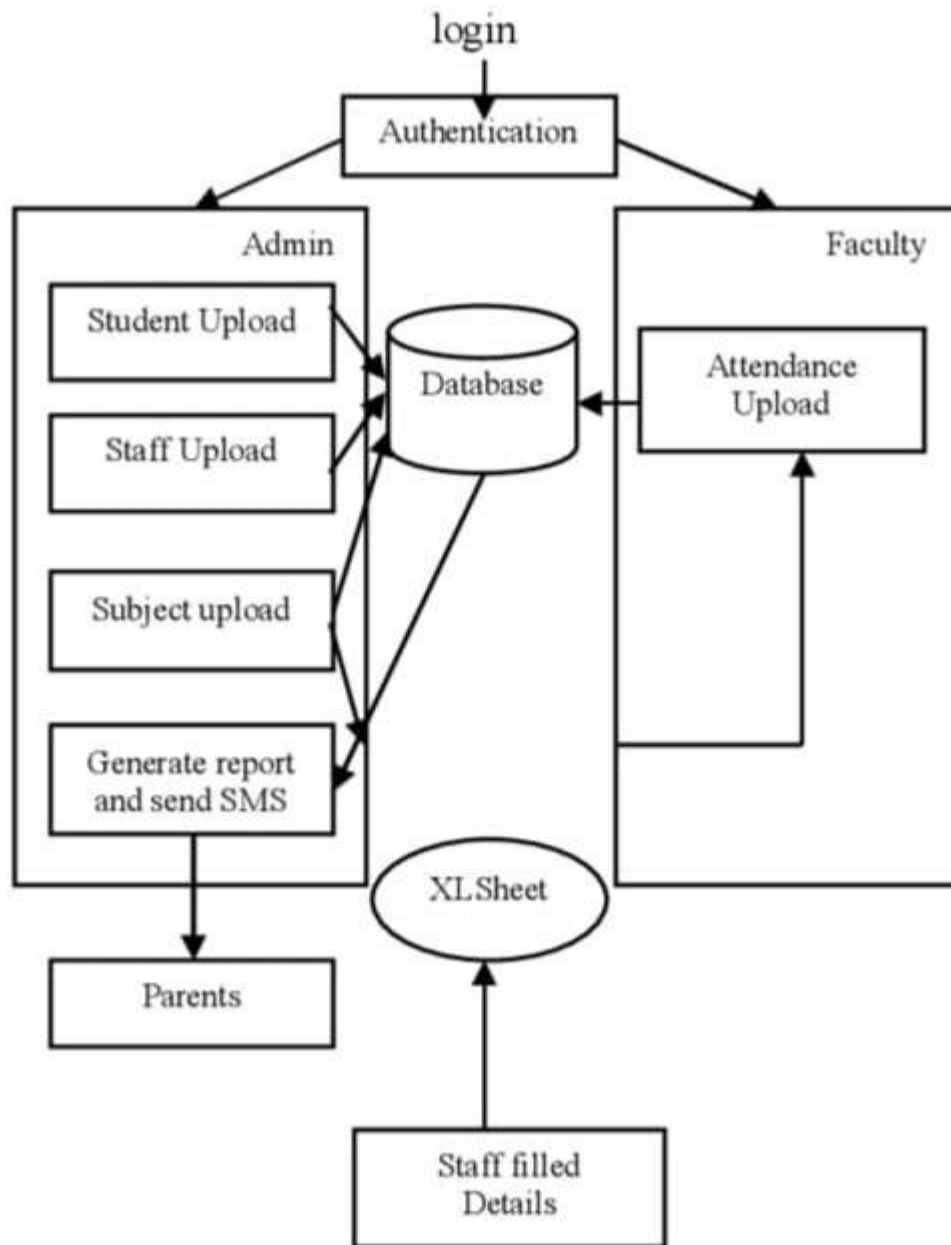 login
Authentication
Admin
Faculty
Student Upload
Database
Attendance
Upload
Staff Upload
Subject upload
Generate report
and send SMS
XLSheet
Parents
Staff filled
Details